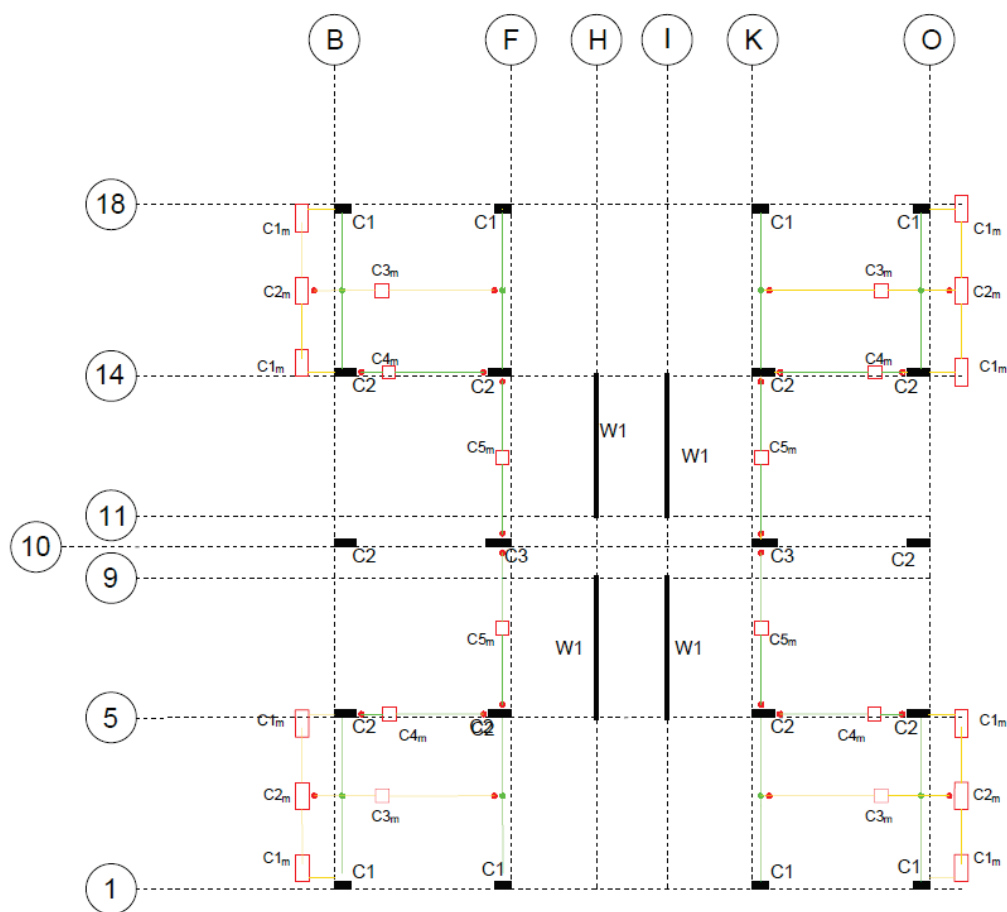 B F H I K O
18
C1m C1 C1 C1 C1 C1m
C2m C3m C3m C2m
C1m C4m C4m C1m
14
C2 C2 C2 C2
W1
C5m W1 C5m
11
10
C2 C3 C3 C2
9
C5m W1 W1 C5m
5
C1m C2 C4m C2 C2 C2 C4m C2 C1m
C2m C3m C3m C2m
C1m C1 C1 C1 C1 C1m
1